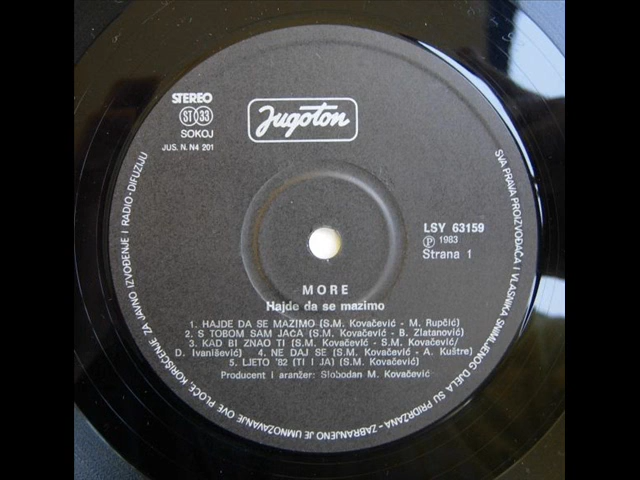 STEREO
ST 33
SOKOJ
JUS. N. N4 201
Jugoton
LSY 63159
Ⓟ 1983
Strana 1
MORE
Hajde da se mazimo
1. HAJDE DA SE MAZIMO (S.M. Kovačević - M. Rupčić)
2. S TOBOM SAM JAČA (S.M. Kovačević - B. Zlatanović)
3. KAD BI ZNAO TI (S.M. Kovačević - S.M. Kovačević/
D. Ivanišević) 4. NE DAJ SE (S.M. Kovačević - A. Kuštre)
5. LJETO '82 (TI I JA) (S.M. Kovačević)
Producent i aranžer: Slobodan M. Kovačević
SVA PRAVA PROIZVOĐAČA I VLASNIKA SNIMLJENOG DJELA SU PRIDRŽANA - ZABRANJENO JE UMNOŽAVANJE OVE PLOČE, KORIŠĆENJE ZA JAVNO IZVOĐENJE I RADIO-DIFUZIJU